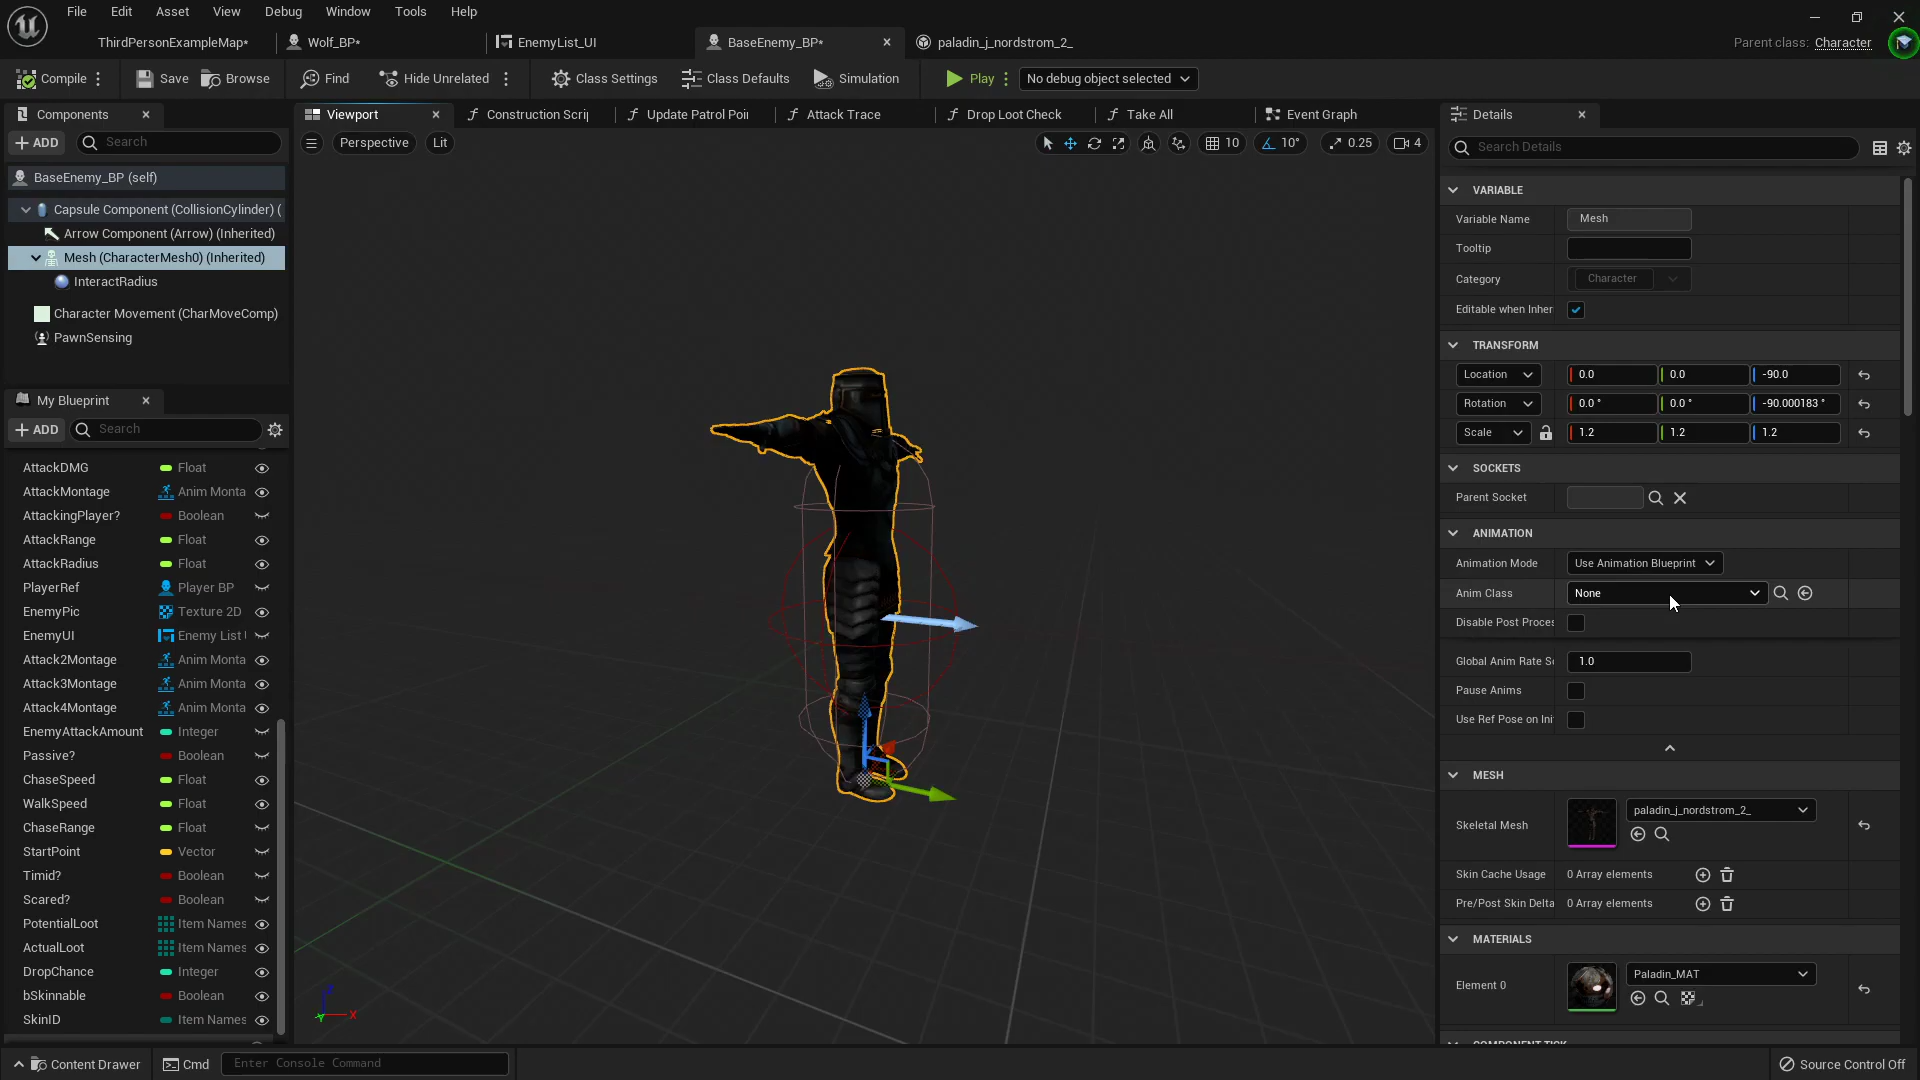 File Edit Asset View Debug Window Tools Help
ThirdPersonExampleMap* Wolf_BP* EnemyList_UI BaseEnemy_BP* paladin_j_nordstrom_2_ Parent class: Character
Compile Save Browse Find Hide Unrelated Class Settings Class Defaults Simulation Play No debug object selected
Components
ADD Search
BaseEnemy_BP (self)
Capsule Component (CollisionCylinder) (
Arrow Component (Arrow) (Inherited)
Mesh (CharacterMesh0) (Inherited)
InteractRadius
Character Movement (CharMoveComp)
PawnSensing
My Blueprint
ADD Search
AttackDMG Float
AttackMontage Anim Monta
AttackingPlayer? Boolean
AttackRange Float
AttackRadius Float
PlayerRef Player BP
EnemyPic Texture 2D
EnemyUI Enemy List
Attack2Montage Anim Monta
Attack3Montage Anim Monta
Attack4Montage Anim Monta
EnemyAttackAmount Integer
Passive? Boolean
ChaseSpeed Float
WalkSpeed Float
ChaseRange Float
StartPoint Vector
Timid? Boolean
Scared? Boolean
PotentialLoot Item Names
ActualLoot Item Names
DropChance Integer
bSkinnable Boolean
SkinID Item Names
Viewport Construction Scrip Update Patrol Poi Attack Trace Drop Loot Check Take All Event Graph
Perspective Lit 10 10° 0.25 4
X
Details
Search Details
VARIABLE
Variable Name Mesh
Tooltip
Category Character
Editable when Inher
TRANSFORM
Location 0.0 0.0 -90.0
Rotation 0.0 ° 0.0 ° -90.000183 °
Scale 1.2 1.2 1.2
SOCKETS
Parent Socket
ANIMATION
Animation Mode Use Animation Blueprint
Anim Class None
Disable Post Proces
Global Anim Rate Sc 1.0
Pause Anims
Use Ref Pose on Ini
MESH
Skeletal Mesh paladin_j_nordstrom_2_
Skin Cache Usage 0 Array elements
Pre/Post Skin Delta 0 Array elements
MATERIALS
Element 0 Paladin_MAT
COMPONENT TICK
Content Drawer Cmd Enter Console Command Source Control Off